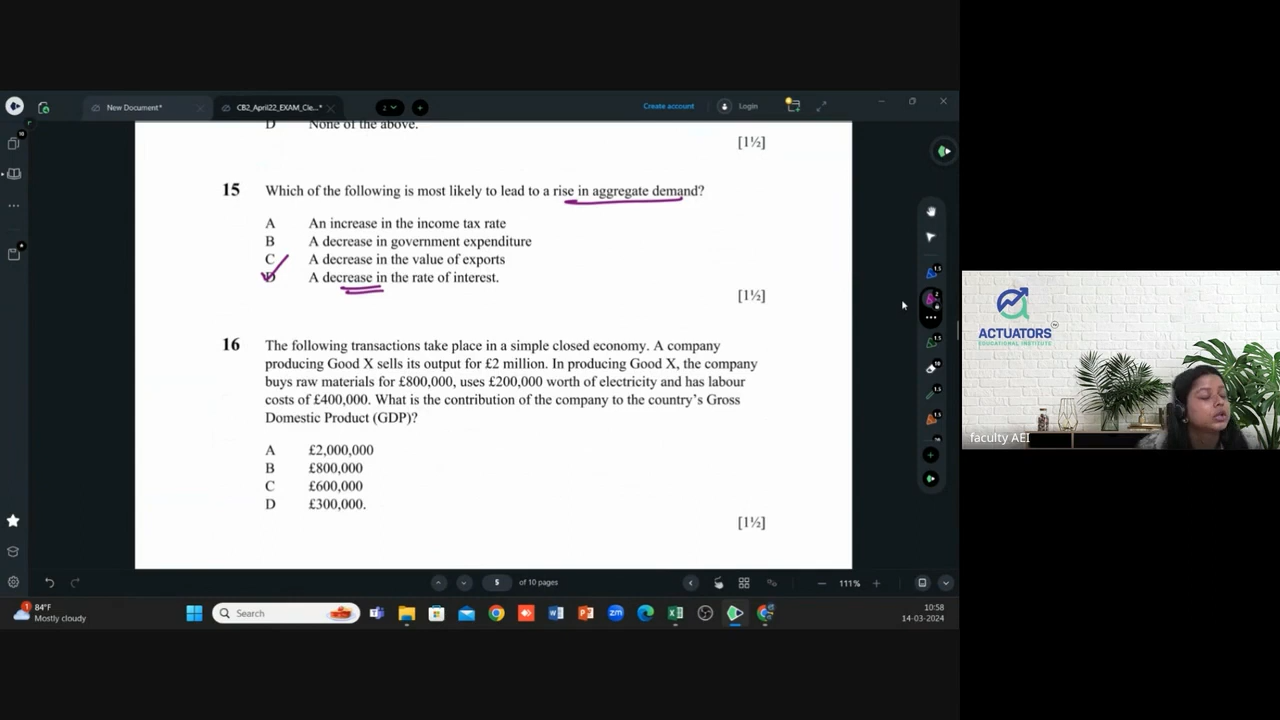 New Document*
CB2_April22_EXAM_Cle...*
2
Create account
Login
D None of the above.
[1½]
15 Which of the following is most likely to lead to a rise in aggregate demand?
A An increase in the income tax rate
B A decrease in government expenditure
C A decrease in the value of exports
D A decrease in the rate of interest.
[1½]
16 The following transactions take place in a simple closed economy. A company
producing Good X sells its output for £2 million. In producing Good X, the company
buys raw materials for £800,000, uses £200,000 worth of electricity and has labour
costs of £400,000. What is the contribution of the company to the country's Gross
Domestic Product (GDP)?
A £2,000,000
B £800,000
C £600,000
D £300,000.
[1½]
5 of 10 pages
111%
84°F
Mostly cloudy
Search
10:58
14-03-2024
ACTUATORS
EDUCATIONAL INSTITUTE
faculty AEI